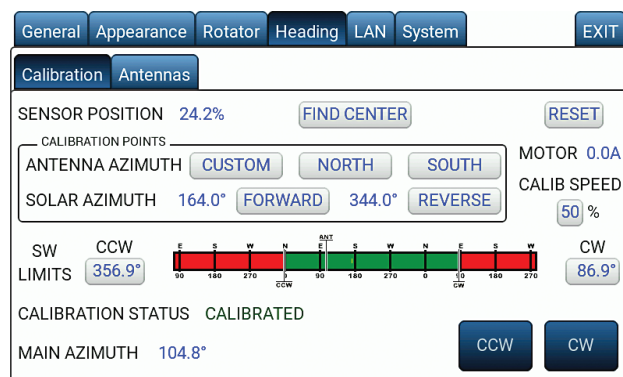 General Appearance Rotator Heading LAN System EXIT
Calibration Antennas
SENSOR POSITION 24.2% FIND CENTER RESET
CALIBRATION POINTS
ANTENNA AZIMUTH CUSTOM NORTH SOUTH
MOTOR 0.0A
SOLAR AZIMUTH 164.0° FORWARD 344.0° REVERSE
CALIB SPEED
50 %
SW LIMITS
CCW
356.9°
ANT
E S W N E S W N E S W
90 180 270 0 90 180 270 0 90 180 270
CCW CW
CW
86.9°
CALIBRATION STATUS CALIBRATED
MAIN AZIMUTH 104.8°
CCW CW